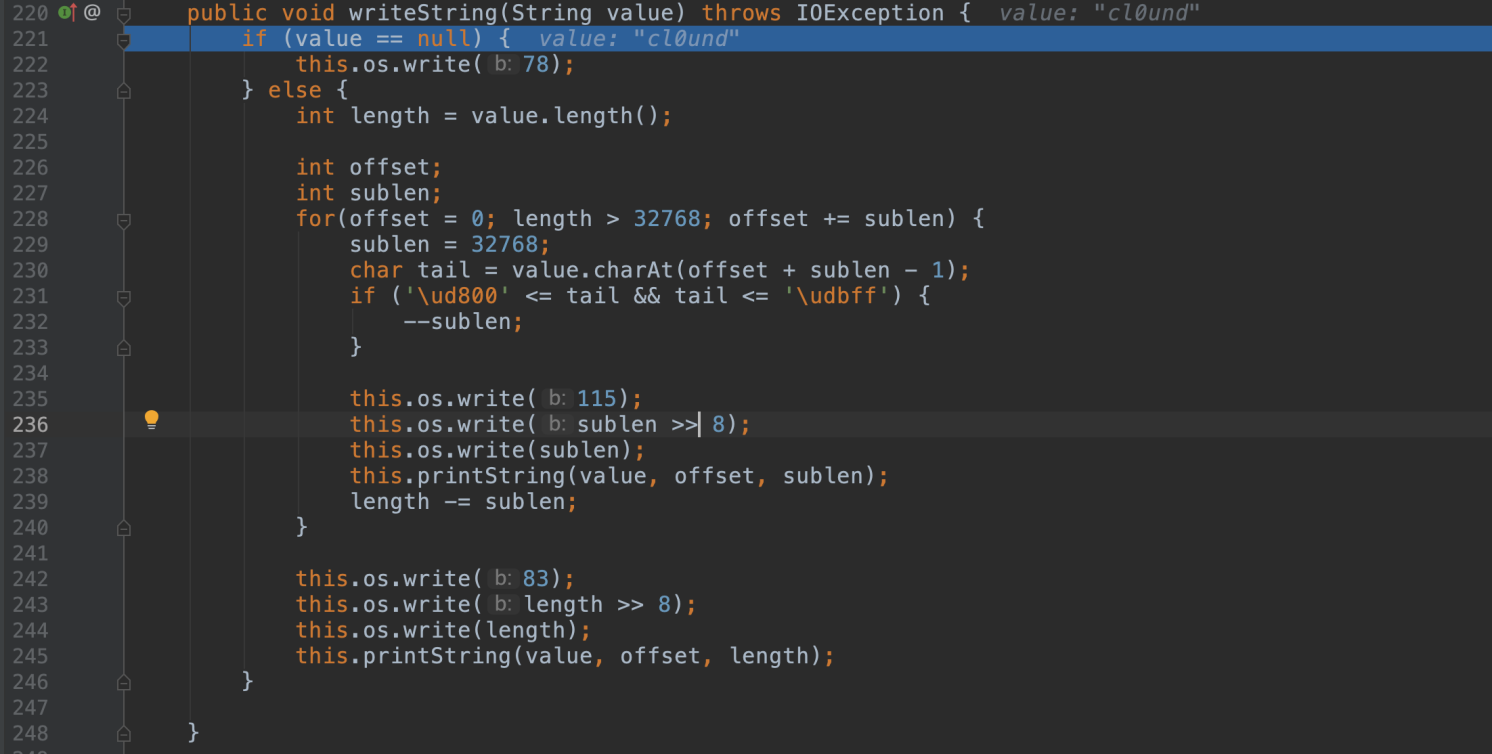 220 @ public void writeString(String value) throws IOException {  value: "cl0und"
221 if (value == null) {  value: "cl0und"
222 this.os.write( b: 78);
223 } else {
224 int length = value.length();
225
226 int offset;
227 int sublen;
228 for(offset = 0; length > 32768; offset += sublen) {
229 sublen = 32768;
230 char tail = value.charAt(offset + sublen - 1);
231 if ('\ud800' <= tail && tail <= '\udbff') {
232 --sublen;
233 }
234
235 this.os.write( b: 115);
236 this.os.write( b: sublen >> 8);
237 this.os.write(sublen);
238 this.printString(value, offset, sublen);
239 length -= sublen;
240 }
241
242 this.os.write( b: 83);
243 this.os.write( b: length >> 8);
244 this.os.write(length);
245 this.printString(value, offset, length);
246 }
247
248 }